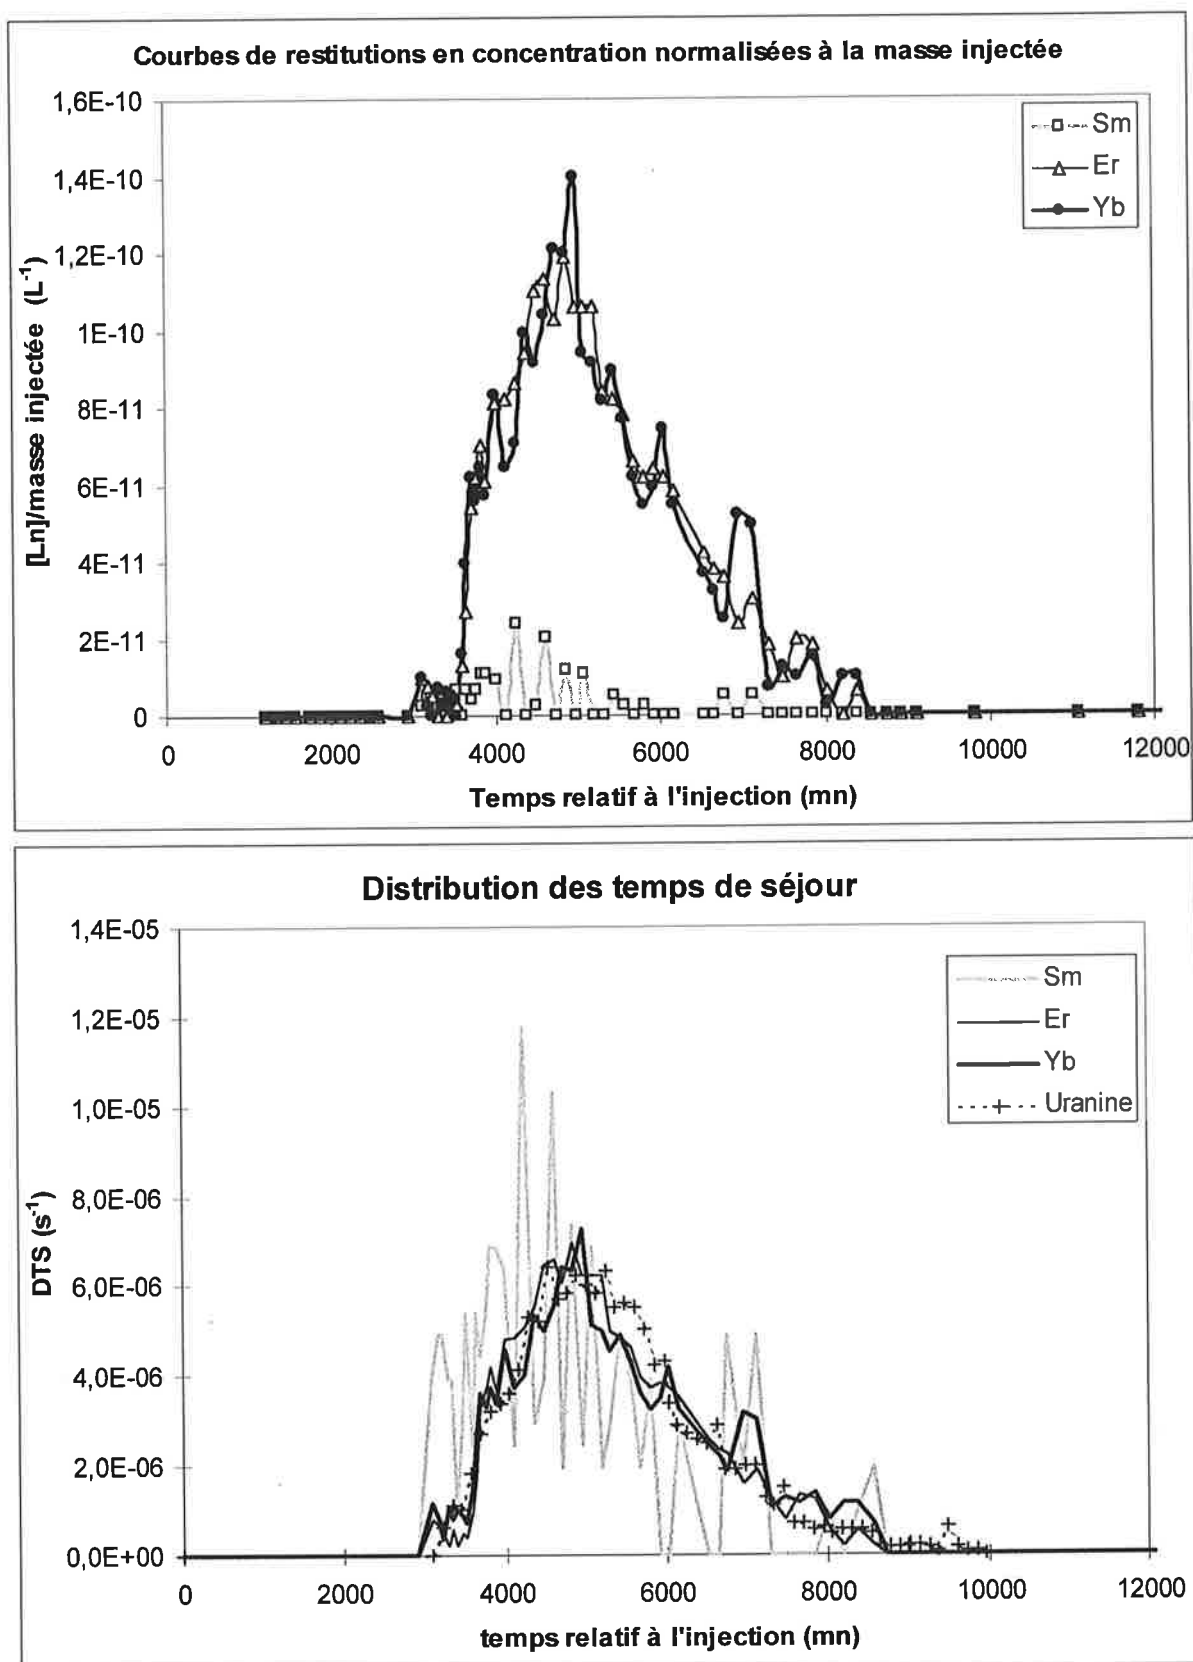 Courbes de restitutions en concentration normalisées à la masse injectée
1,6E-10
1,4E-10
1,2E-10
1E-10
8E-11
6E-11
4E-11
2E-11
0
[Ln]/masse injectée (L⁻¹)
Sm
Er
Yb
0 2000 4000 6000 8000 10000 12000
Temps relatif à l'injection (mn)
Distribution des temps de séjour
1,4E-05
1,2E-05
1,0E-05
8,0E-06
6,0E-06
4,0E-06
2,0E-06
0,0E+00
DTS (s⁻¹)
Sm
Er
Yb
Uranine
0 2000 4000 6000 8000 10000 12000
temps relatif à l'injection (mn)